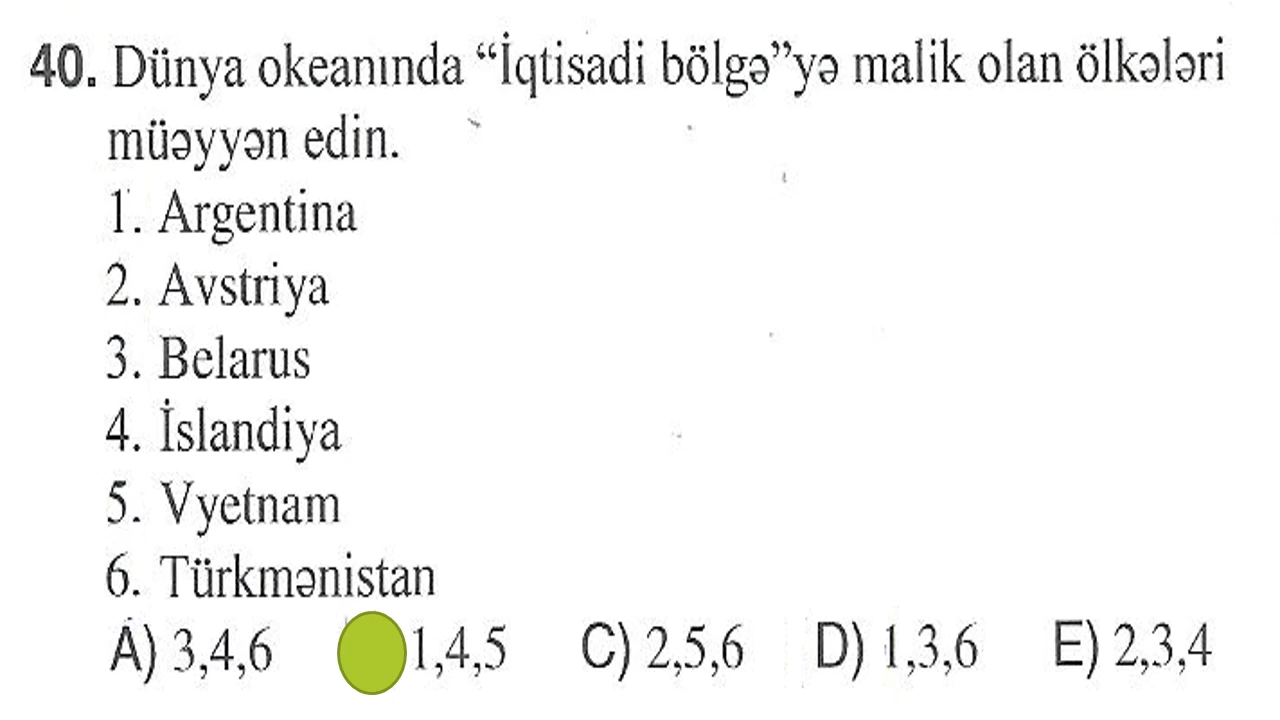 40. Dünya okeanında “İqtisadi bölgə”yə malik olan ölkələri
müəyyən edin.
1. Argentina
2. Avstriya
3. Belarus
4. İslandiya
5. Vyetnam
6. Türkmənistan
A) 3,4,6 1,4,5 C) 2,5,6 D) 1,3,6 E) 2,3,4